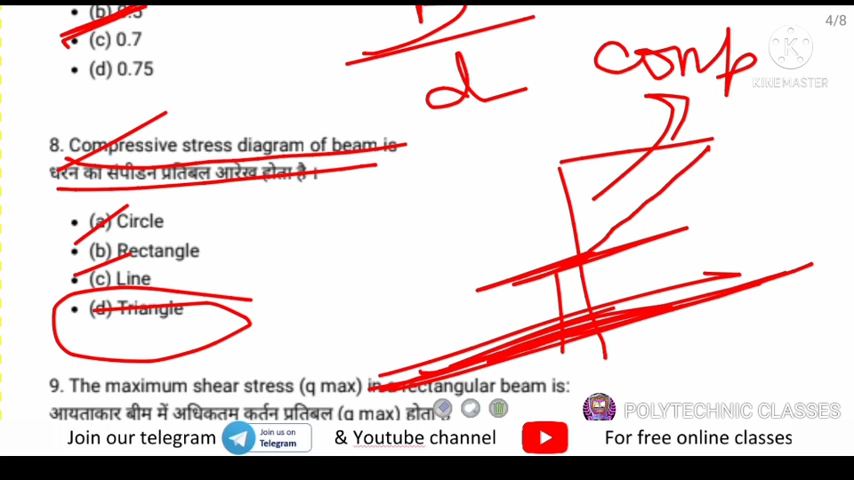 (b) 0.5
4/8
(c) 0.7
comp
KINEMASTER
(d) 0.75
d
8. Compressive stress diagram of beam is
धरन का संपीडन प्रतिबल आरेख होता है ।
(a) Circle
(b) Rectangle
(c) Line
(d) Triangle
9. The maximum shear stress (q max) in a rectangular beam is:
आयताकार बीम में अधिकतम कर्तन प्रतिबल (q max) होता
POLYTECHNIC CLASSES
Join our telegram
Join us on
Telegram
& Youtube channel
For free online classes